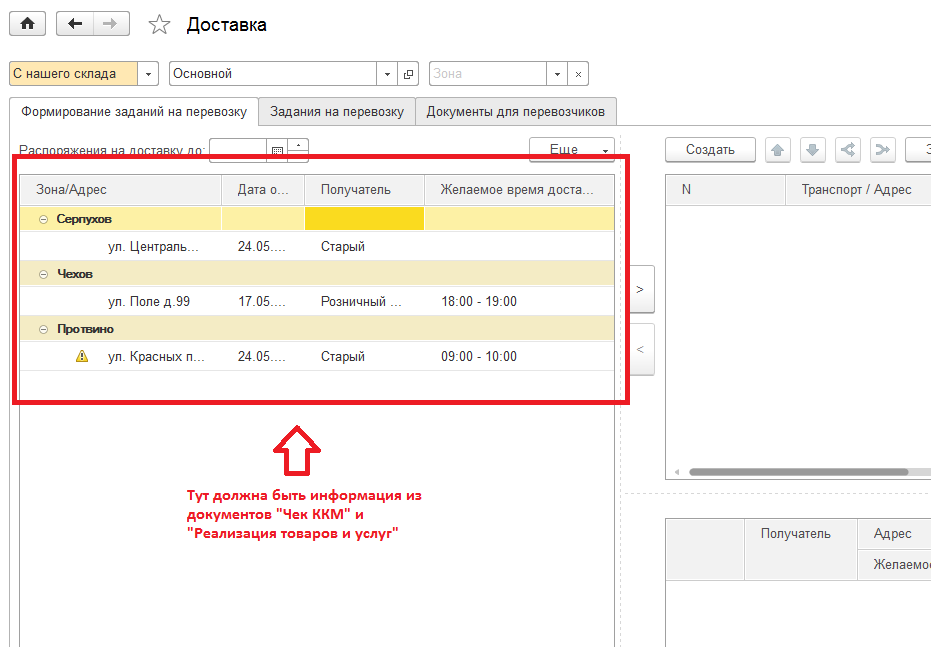 Доставка
С нашего склада
Основной
Зона
Формирование заданий на перевозку
Задания на перевозку
Документы для перевозчиков
Распоряжения на доставку до:
Еще
Создать
Зона/Адрес
Дата о...
Получатель
Желаемое время доста...
N
Транспорт / Адрес
Серпухов
ул. Централь...
24.05....
Старый
Чехов
ул. Поле д.99
17.05....
Розничный ...
18:00 - 19:00
>
Протвино
<
ул. Красных п...
24.05....
Старый
09:00 - 10:00
Тут должна быть информация из
документов "Чек ККМ" и
"Реализация товаров и услуг"
Получатель
Адрес
Желаемо